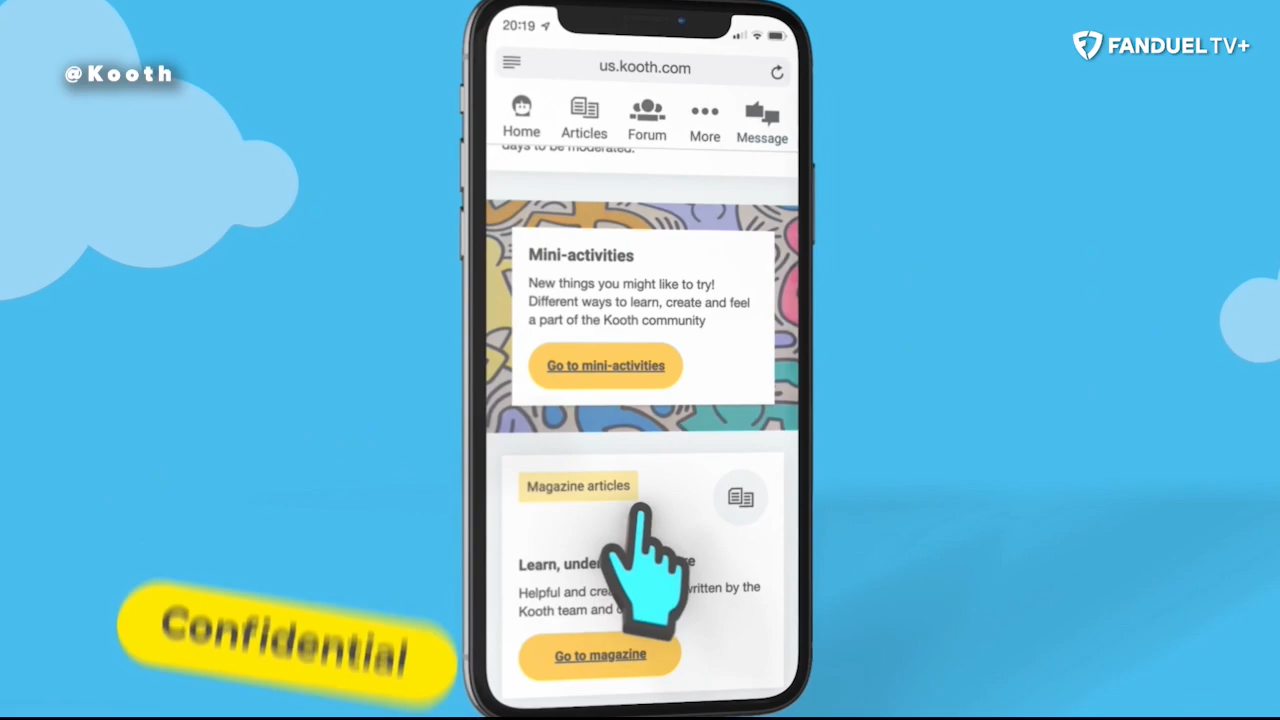 @Kooth
FANDUEL TV+
20:19
us.kooth.com
Home
Articles
Forum
More
Message
days to be moderated.
Mini-activities
New things you might like to try!
Different ways to learn, create and feel
a part of the Kooth community
Go to mini-activities
Magazine articles
Learn,
Helpful and written by the
Kooth team and
Go to magazine
Confidential